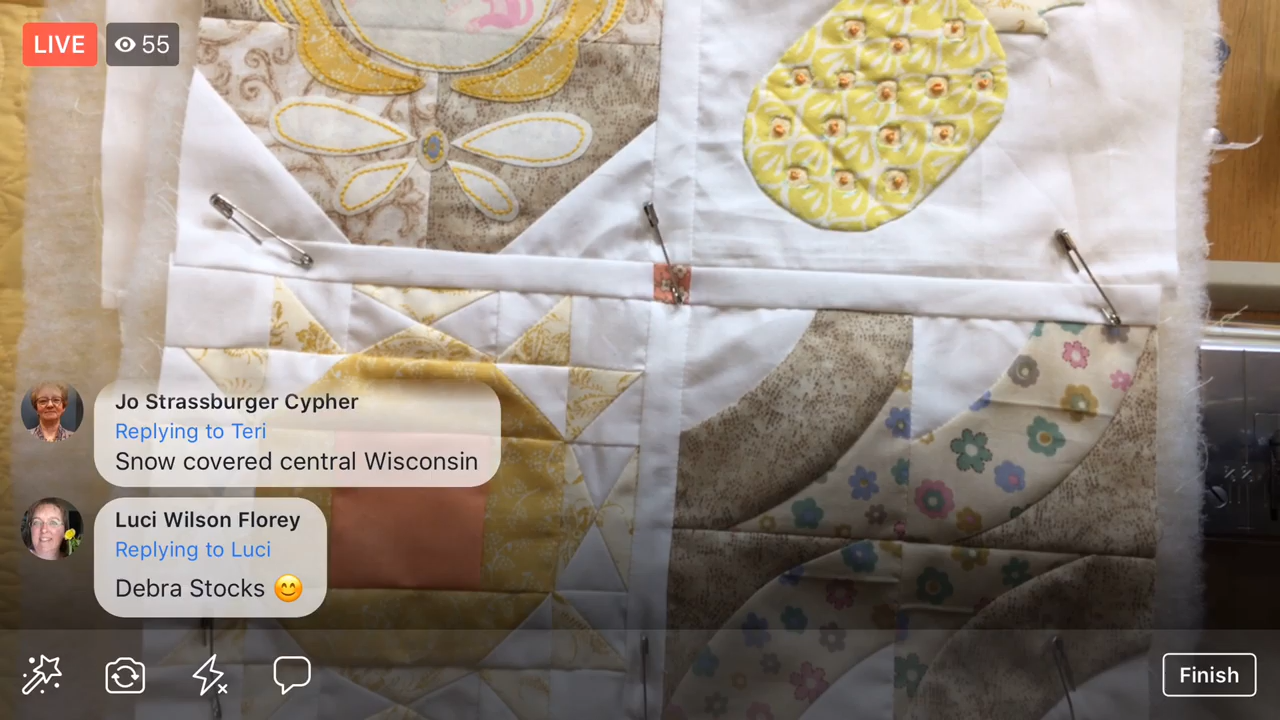 LIVE 55
Jo Strassburger Cypher
Replying to Teri
Snow covered central Wisconsin
Luci Wilson Florey
Replying to Luci
Debra Stocks 😊
Finish